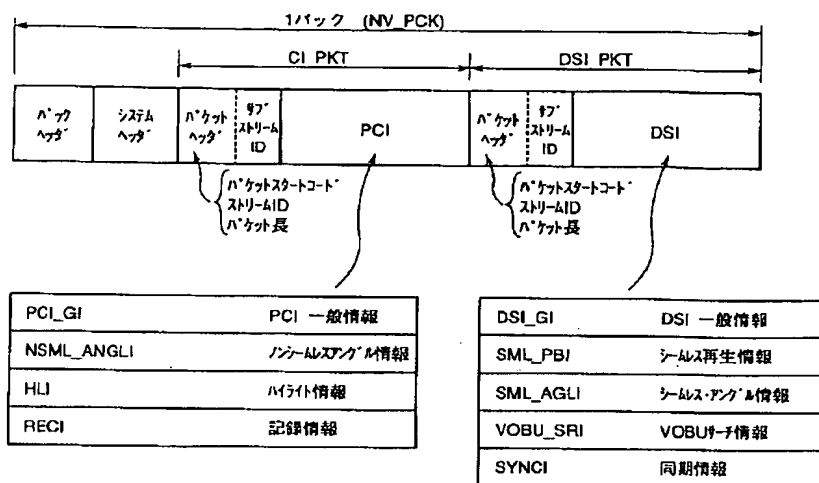 1パック (NV_PCK)
CI PKT
DSI PKT
パック
ヘッダ
システム
ヘッダ
パケット
ヘッダ
サブ
ストリーム
ID
PCI
パケット
ヘッダ
サブ
ストリーム
ID
DSI
パケットスタートコード
ストリームID
パケット長
パケットスタートコード
ストリームID
パケット長
PCI_GI PCI 一般情報
NSML_ANGLI ノンシームレスアングル情報
HLI ハイライト情報
RECI 記録情報
DSI_GI DSI 一般情報
SML_PBI シームレス再生情報
SML_AGLI シームレス・アングル情報
VOBU_SRI VOBUサーチ情報
SYNCI 同期情報